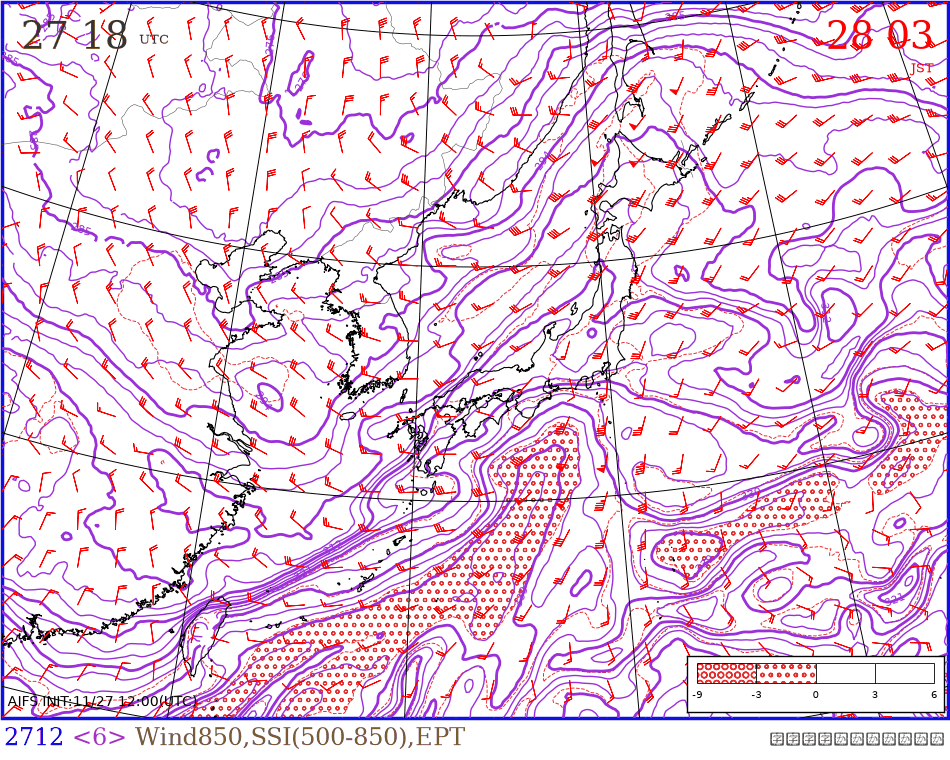 27 18 UTC
28 03
JST
-9 -3 0 3 6
AIFS INIT:11/27 12:00(UTC)
2712 <6> Wind850,SSI(500-850),EPT